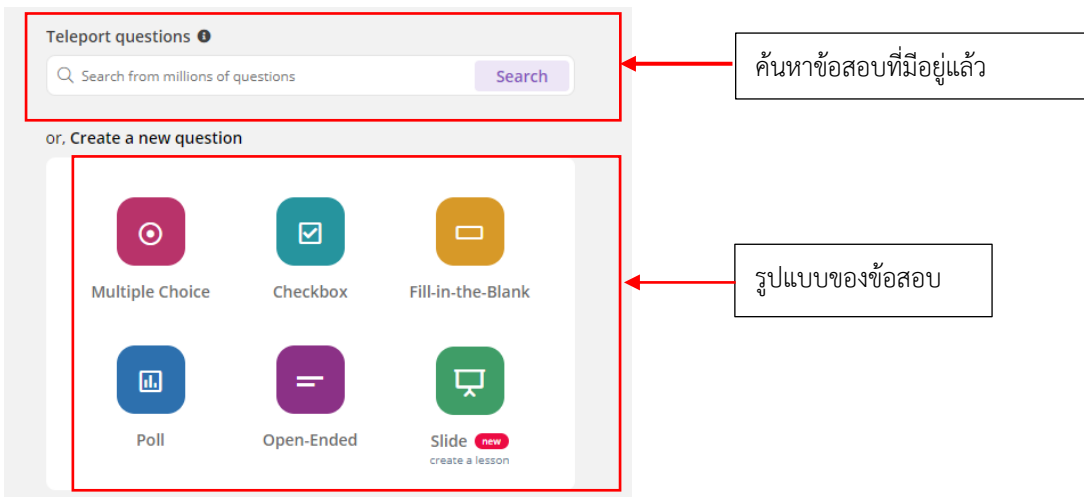 Teleport questions
Search from millions of questions
Search
ค้นหาข้อสอบที่มีอยู่แล้ว
or, Create a new question
Multiple Choice
Checkbox
Fill-in-the-Blank
รูปแบบของข้อสอบ
Poll
Open-Ended
Slide new
create a lesson